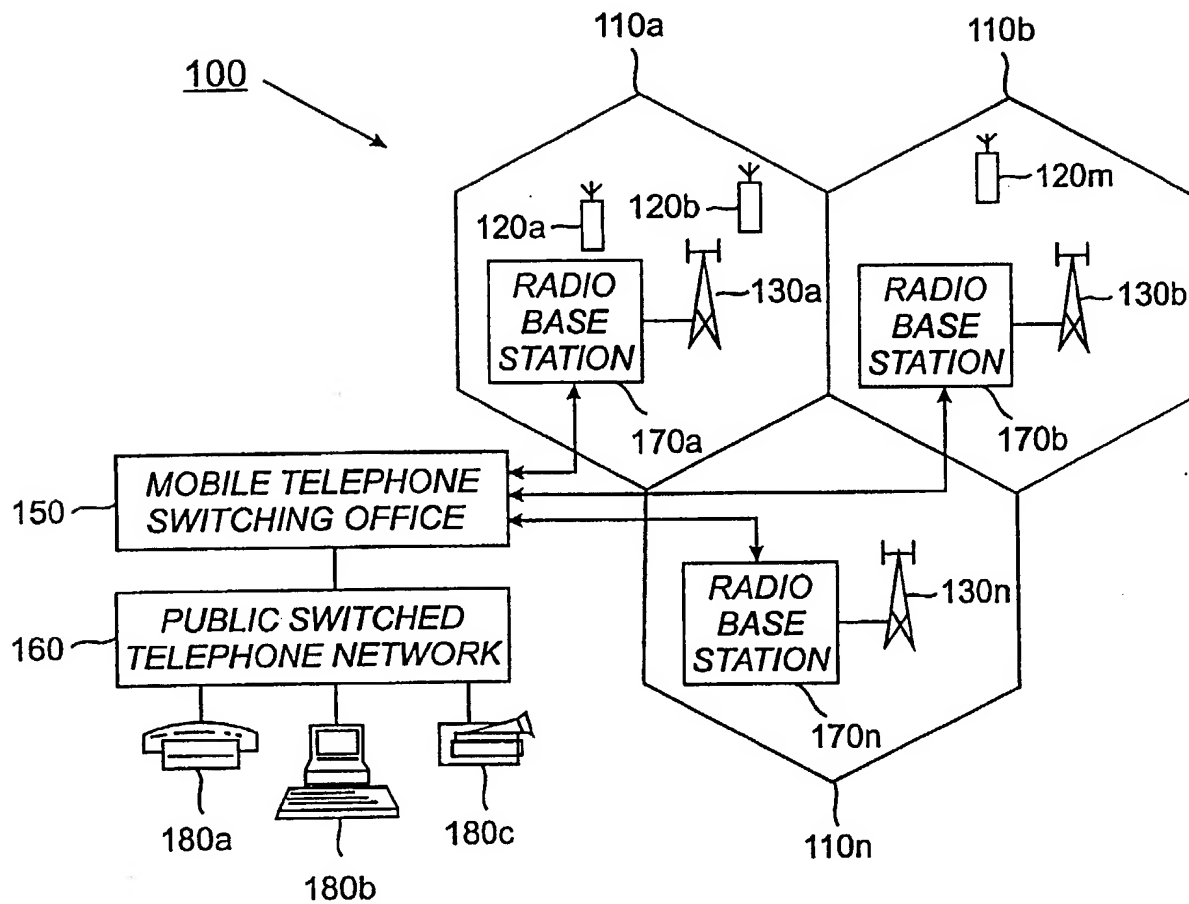 110a
110b
100
120m
120a
120b
130a
130b
RADIO
BASE
STATION
RADIO
BASE
STATION
170a
170b
150
MOBILE TELEPHONE
SWITCHING OFFICE
RADIO
BASE
STATION
130n
160
PUBLIC SWITCHED
TELEPHONE NETWORK
170n
180a
180b
180c
110n